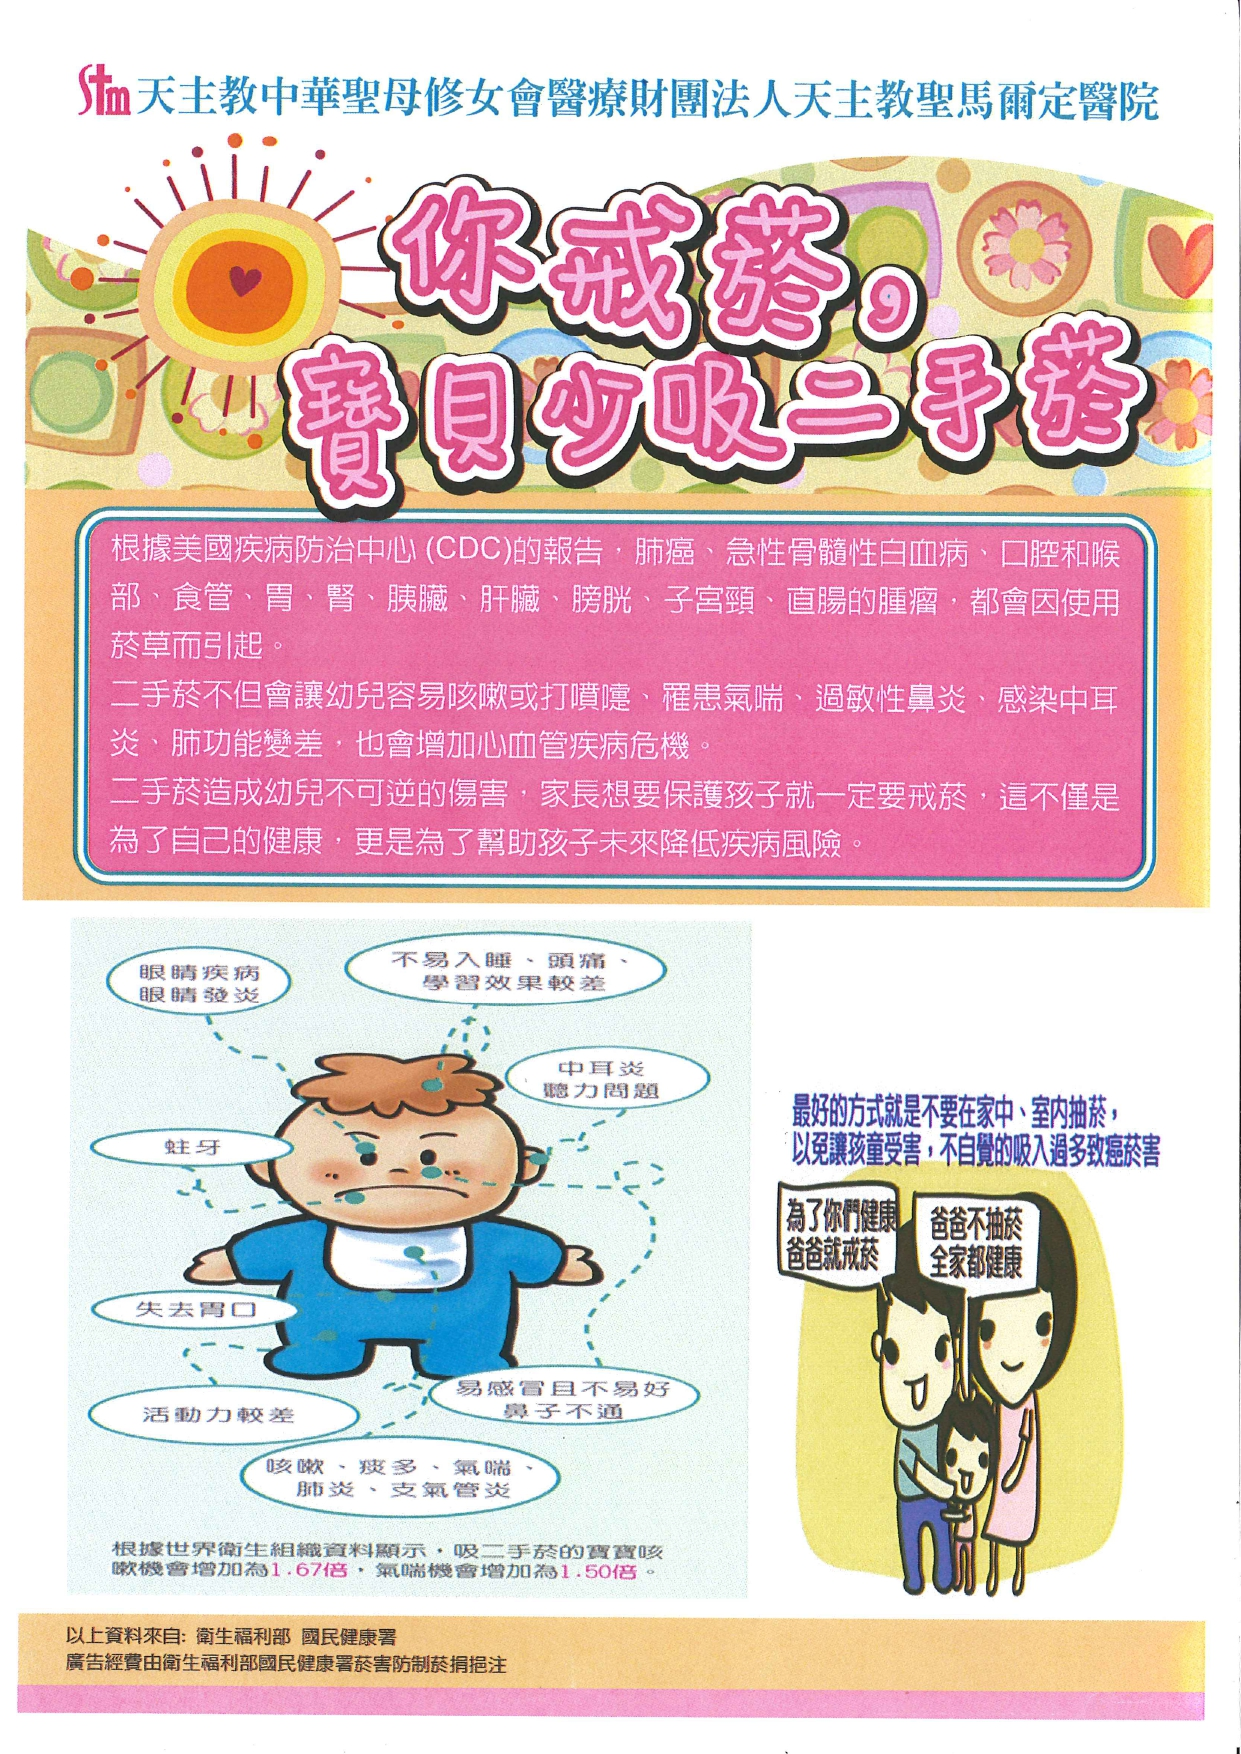 Stm 天主教中華聖母修女會醫療財團法人天主教聖馬爾定醫院
你戒菸，
寶貝少吸二手菸
根據美國疾病防治中心 (CDC)的報告，肺癌、急性骨髓性白血病、口腔和喉
部、食管、胃、腎、胰臟、肝臟、膀胱、子宮頸、直腸的腫瘤，都會因使用
菸草而引起。
二手菸不但會讓幼兒容易咳嗽或打噴嚏、罹患氣喘、過敏性鼻炎、感染中耳
炎、肺功能變差，也會增加心血管疾病危機。
二手菸造成幼兒不可逆的傷害，家長想要保護孩子就一定要戒菸，這不僅是
為了自己的健康，更是為了幫助孩子未來降低疾病風險。
眼睛疾病
眼睛發炎
不易入睡、頭痛、
學習效果較差
中耳炎
聽力問題
蛀牙
失去胃口
活動力較差
易感冒且不易好
鼻子不通
咳嗽、痰多、氣喘、
肺炎、支氣管炎
根據世界衛生組織資料顯示，吸二手菸的寶寶咳
嗽機會增加為1.67倍，氣喘機會增加為1.50倍。
最好的方式就是不要在家中、室內抽菸，
以免讓孩童受害，不自覺的吸入過多致癌菸害
為了你們健康
爸爸就戒菸
爸爸不抽菸
全家都健康
以上資料來自: 衛生福利部 國民健康署
廣告經費由衛生福利部國民健康署菸害防制菸捐挹注